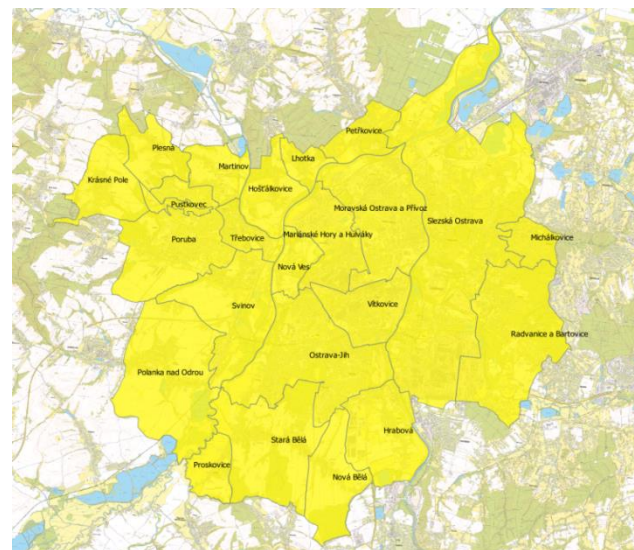 Petřkovice
Plesná
Martinov
Lhotka
Krásné Pole
Hošťálkovice
Pustkovec
Moravská Ostrava a Přívoz
Slezská Ostrava
Poruba
Třebovice
Mariánské Hory a Hulváky
Michálkovice
Nová Ves
Svinov
Vítkovice
Radvanice a Bartovice
Ostrava-Jih
Polanka nad Odrou
Hrabová
Stará Bělá
Proskovice
Nová Bělá